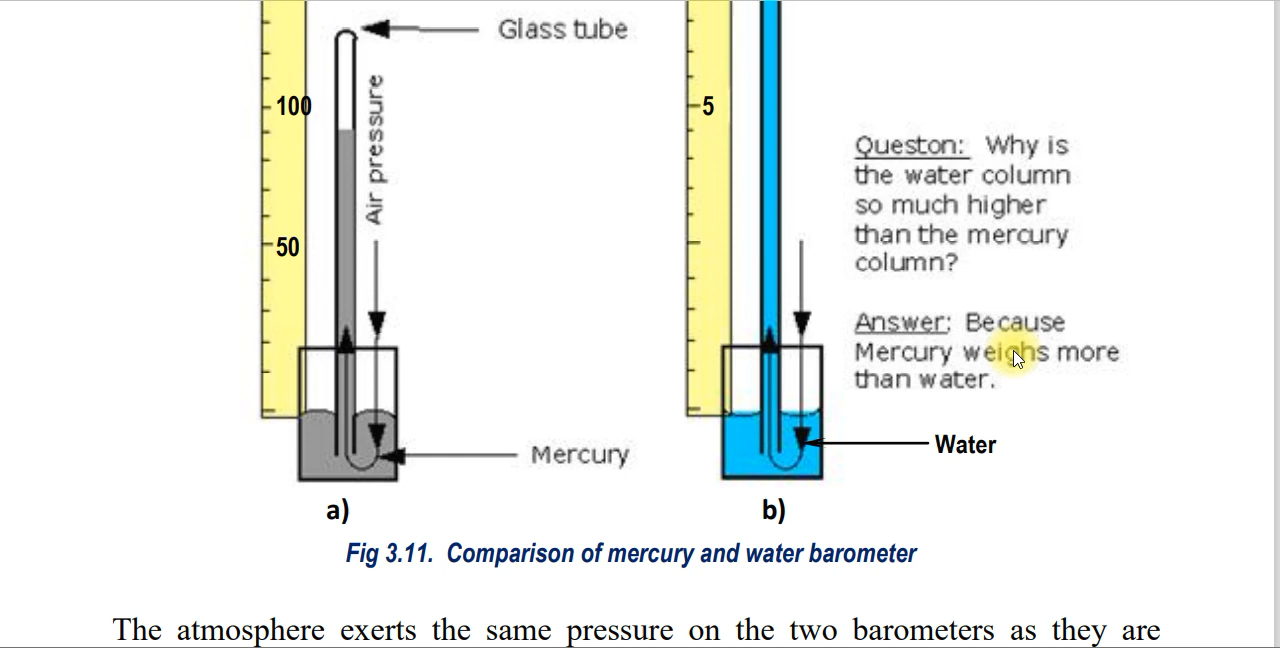 Glass tube
100
Air pressure
50
Mercury
a)
5
Queston: Why is
the water column
so much higher
than the mercury
column?
Answer: Because
Mercury weighs more
than water.
Water
b)
Fig 3.11. Comparison of mercury and water barometer
The atmosphere exerts the same pressure on the two barometers as they are